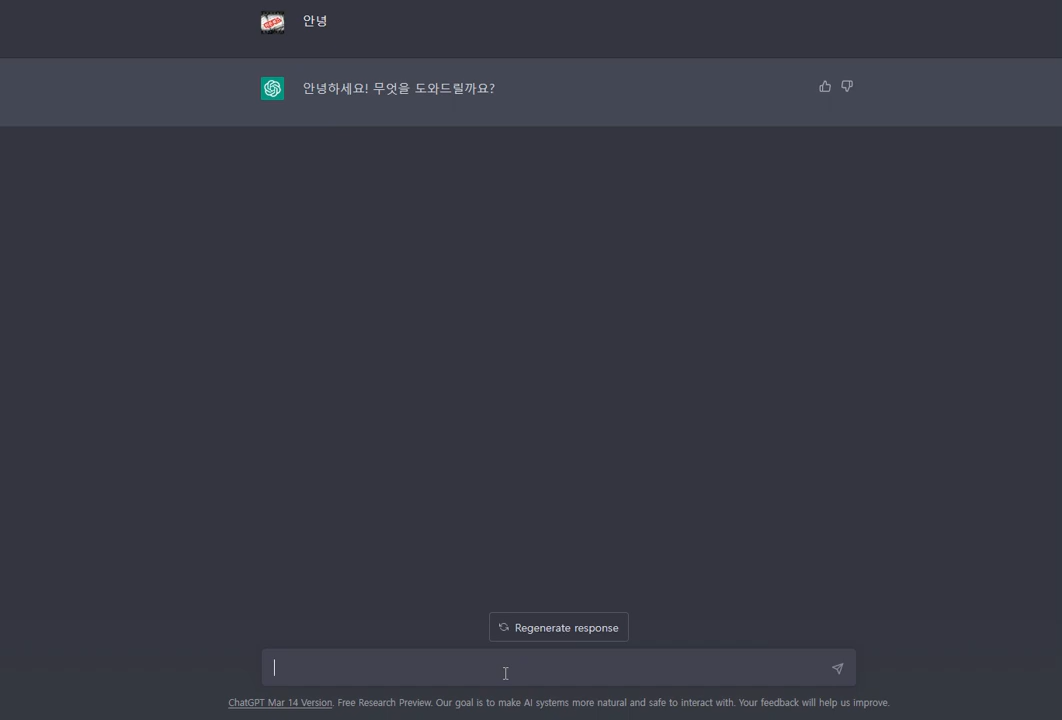 안녕
안녕하세요! 무엇을 도와드릴까요?
Regenerate response
ChatGPT Mar 14 Version. Free Research Preview. Our goal is to make AI systems more natural and safe to interact with. Your feedback will help us improve.